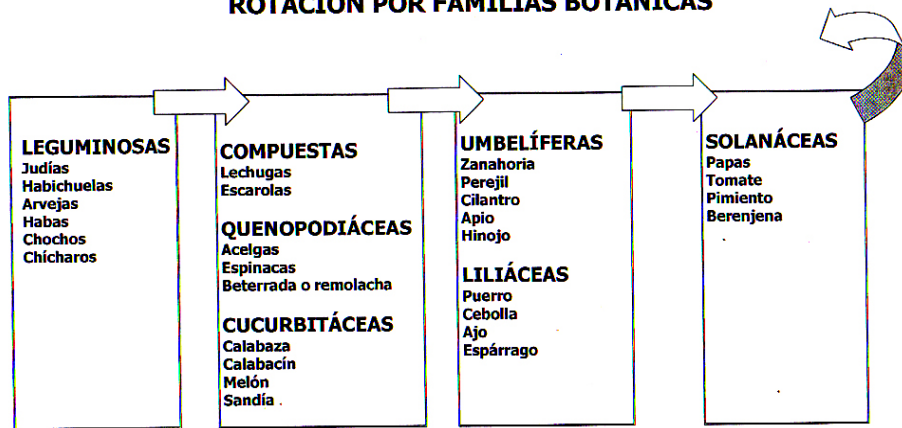 ROTACIÓN POR FAMILIAS BOTÁNICAS
LEGUMINOSAS
Judías
Habichuelas
Arvejas
Habas
Chochos
Chícharos
COMPUESTAS
Lechugas
Escarolas
QUENOPODIÁCEAS
Acelgas
Espinacas
Beterrada o remolacha
CUCURBITÁCEAS
Calabaza
Calabacín
Melón
Sandía
UMBELÍFERAS
Zanahoria
Perejil
Cilantro
Apio
Hinojo
LILIÁCEAS
Puerro
Cebolla
Ajo
Espárrago
SOLANÁCEAS
Papas
Tomate
Pimiento
Berenjena